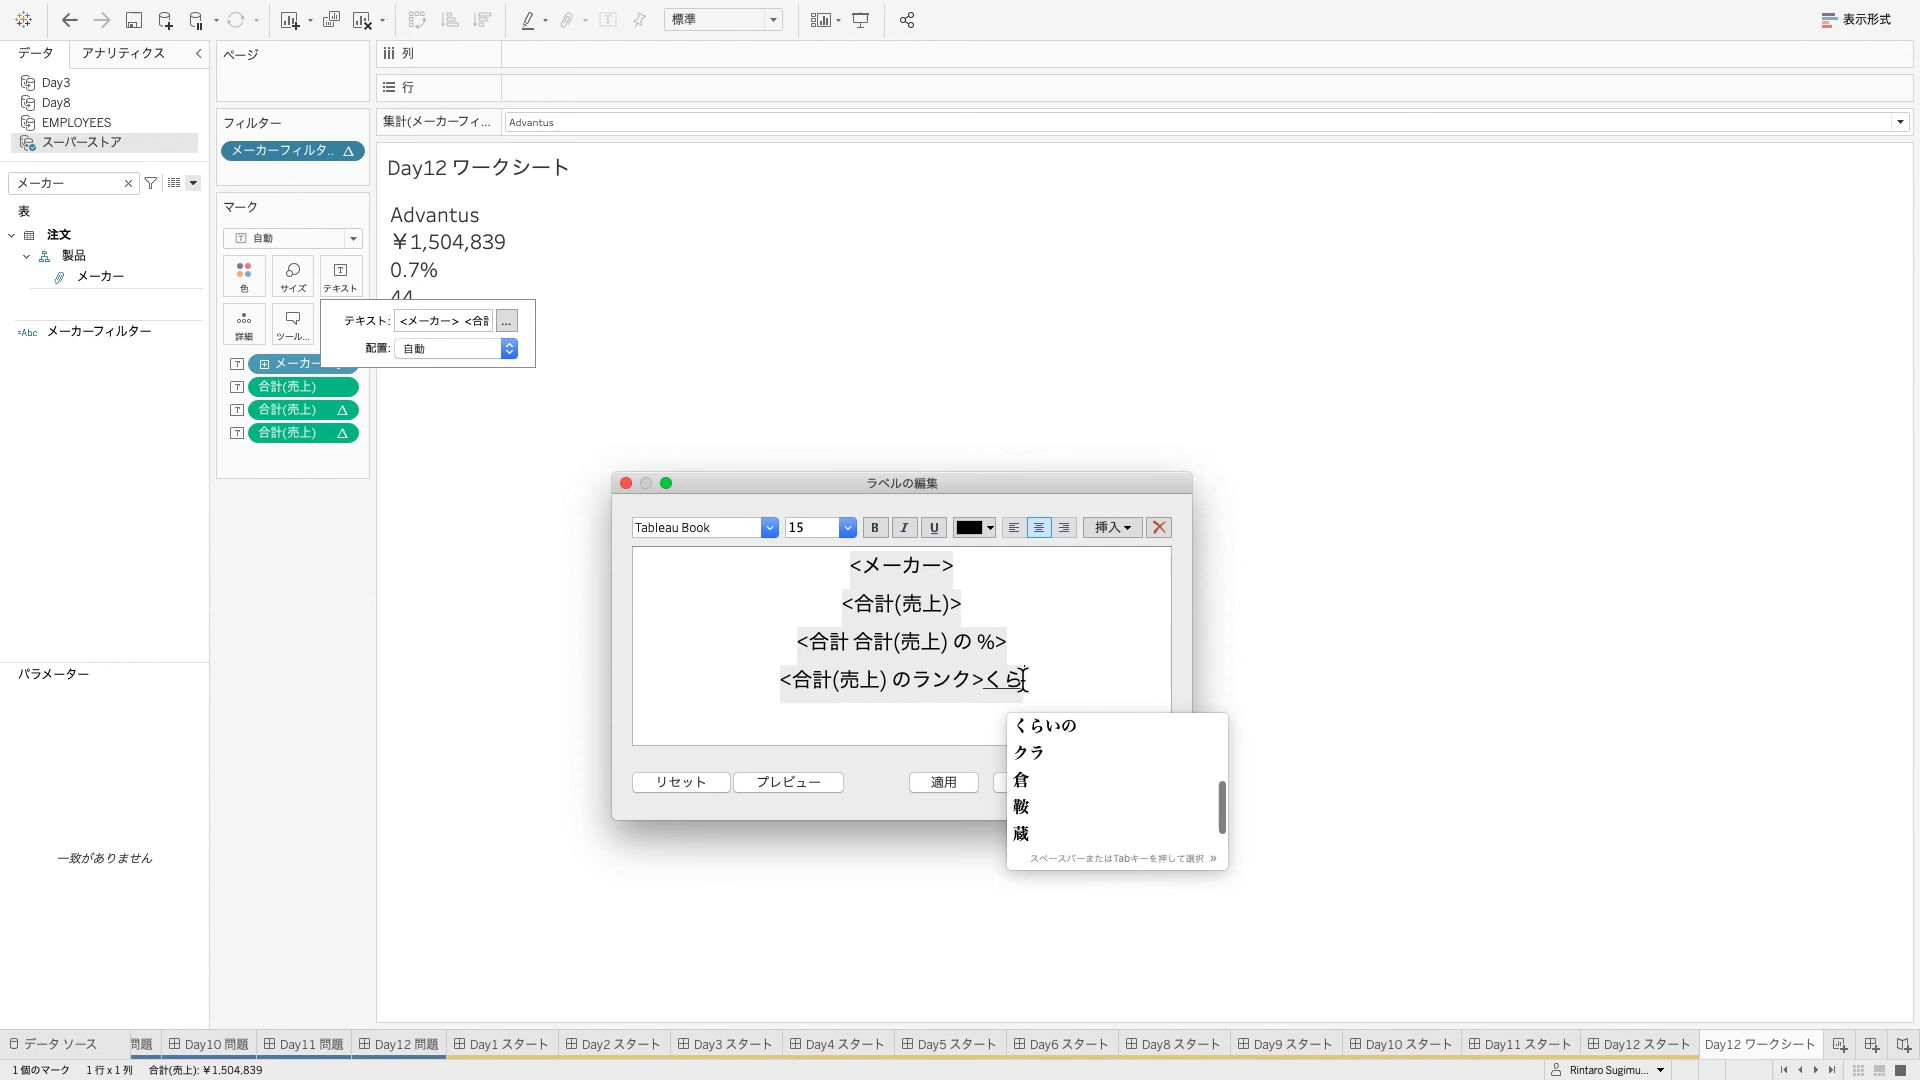 標準
表示形式
データ
アナリティクス
Day3
Day8
EMPLOYEES
スーパーストア
メーカー
表
注文
製品
メーカー
=Abc メーカーフィルター
パラメーター
一致がありません
ページ
フィルター
メーカーフィルタ..
マーク
自動
色
サイズ
テキスト
詳細
ツール...
メーカー
合計(売上)
合計(売上)
合計(売上)
テキスト: <メーカー> <合計 ...
配置: 自動
列
行
集計(メーカーフィ...
Advantus
Day12 ワークシート
Advantus
¥1,504,839
0.7%
44
ラベルの編集
Tableau Book
15
B I U
挿入
<メーカー>
<合計(売上)>
<合計 合計(売上) の %>
<合計(売上) のランク>くら
くらいの
クラ
倉
鞍
蔵
スペースバーまたはTabキーを押して選択 »
リセット
プレビュー
適用
データ ソース
問題
Day10 問題
Day11 問題
Day12 問題
Day1 スタート
Day2 スタート
Day3 スタート
Day4 スタート
Day5 スタート
Day6 スタート
Day8 スタート
Day9 スタート
Day10 スタート
Day11 スタート
Day12 スタート
Day12 ワークシート
1 個のマーク
1 行 x 1 列
合計(売上): ¥1,504,839
Rintaro Sugimu...